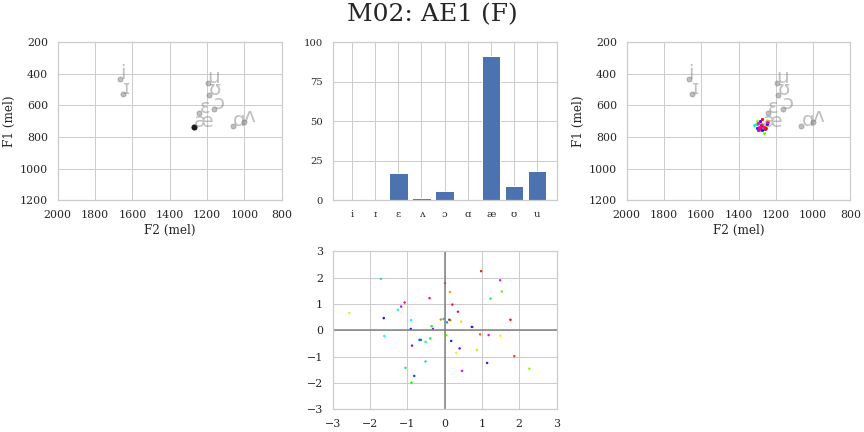 M02: AE1 (F)
200
400
600
800
1000
1200
F1 (mel)
2000 1800 1600 1400 1200 1000 800
F2 (mel)
i
ɪ
u
ʊ
ɛ
ɔ
æ
ɑ
ʌ
100
75
50
25
0
i ɪ ɛ ʌ ɔ ɑ æ ʊ u
200
400
600
800
1000
1200
F1 (mel)
2000 1800 1600 1400 1200 1000 800
F2 (mel)
i
ɪ
u
ʊ
ɛ
ɔ
æ
ɑ
ʌ
3
2
1
0
−1
−2
−3
−3 −2 −1 0 1 2 3